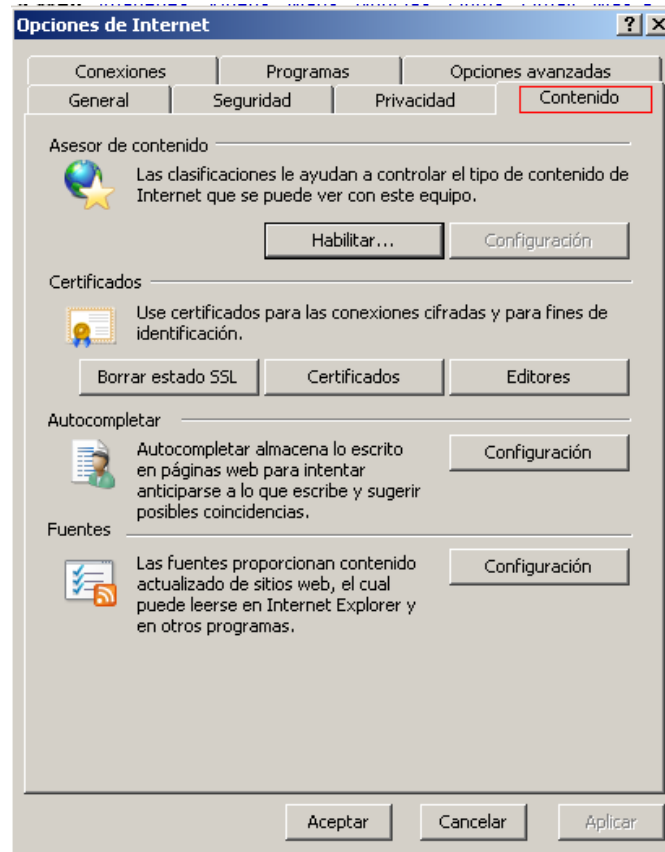 Opciones de Internet
Conexiones Programas Opciones avanzadas
General Seguridad Privacidad Contenido
Asesor de contenido
Las clasificaciones le ayudan a controlar el tipo de contenido de
Internet que se puede ver con este equipo.
Habilitar... Configuración
Certificados
Use certificados para las conexiones cifradas y para fines de
identificación.
Borrar estado SSL Certificados Editores
Autocompletar
Autocompletar almacena lo escrito
en páginas web para intentar
anticiparse a lo que escribe y sugerir
posibles coincidencias.
Configuración
Fuentes
Las fuentes proporcionan contenido
actualizado de sitios web, el cual
puede leerse en Internet Explorer y
en otros programas.
Configuración
Aceptar Cancelar Aplicar